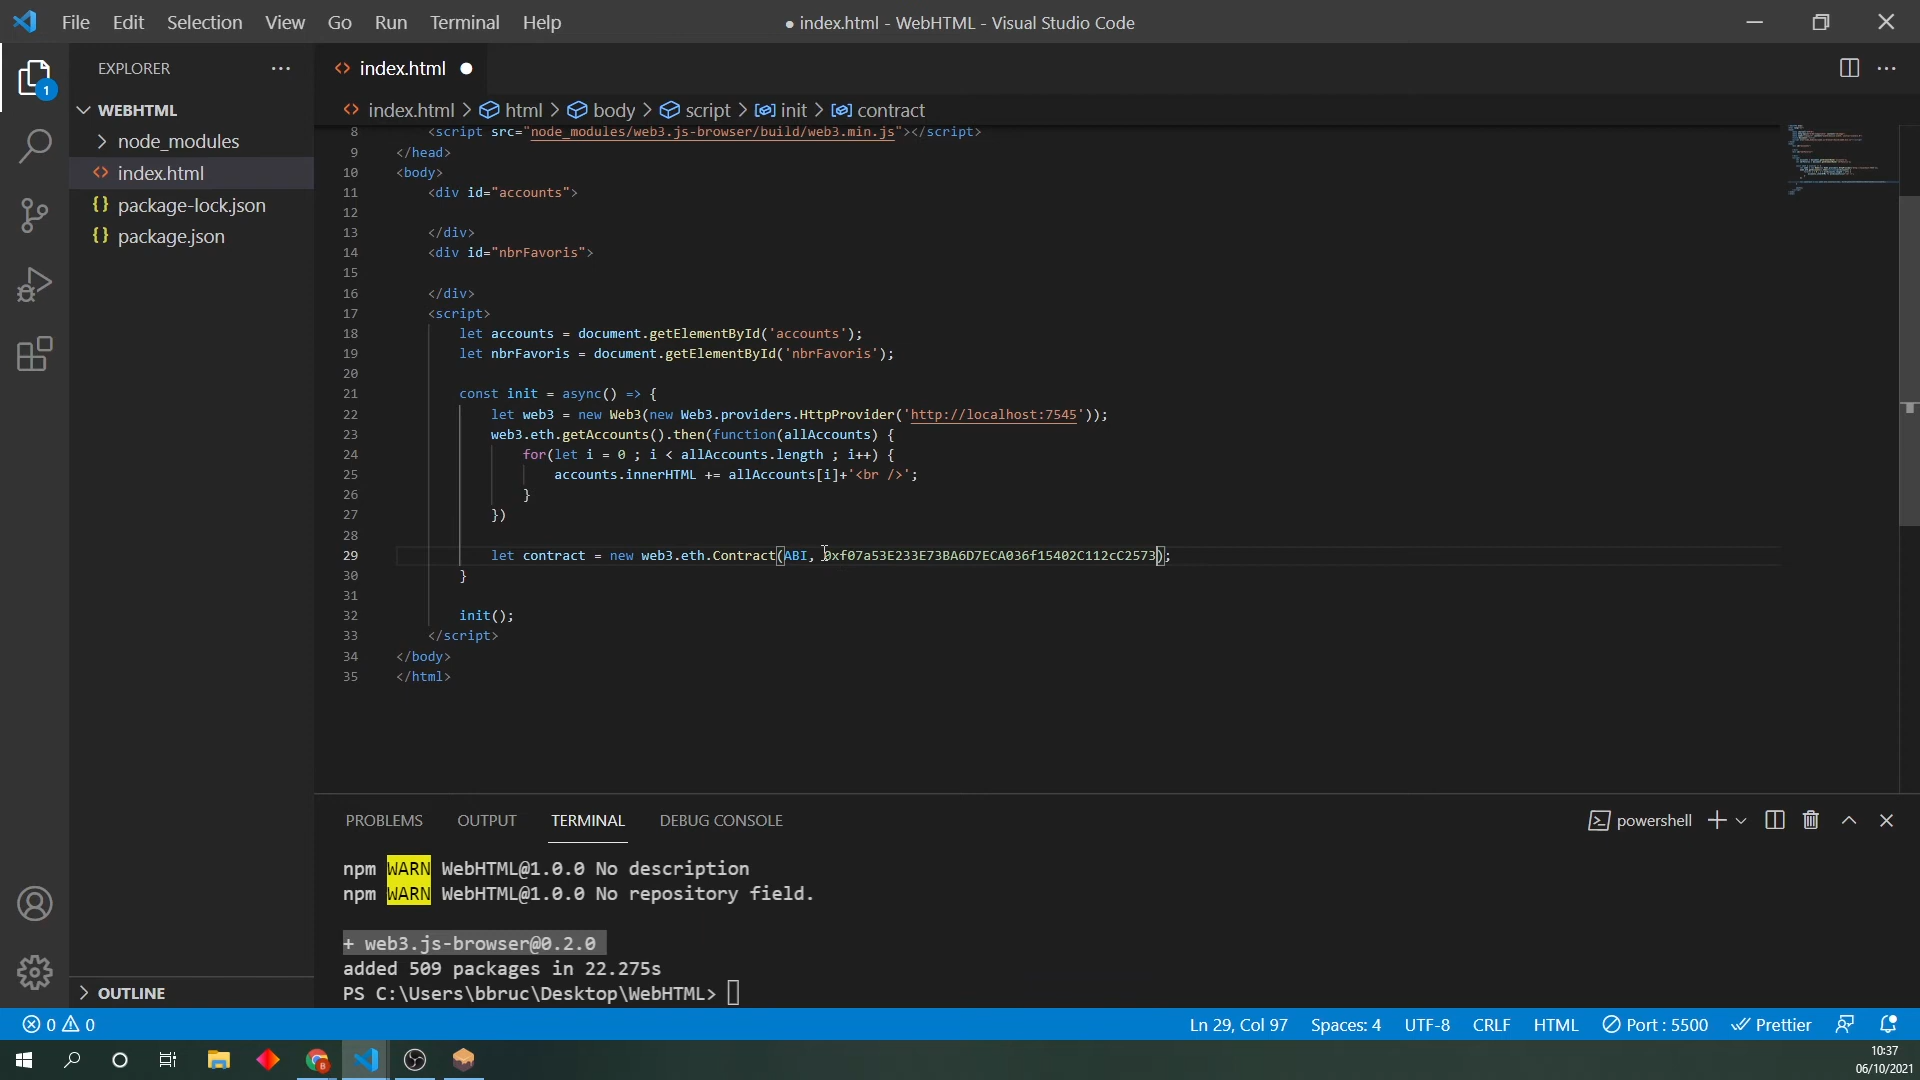 File Edit Selection View Go Run Terminal Help
● index.html - WebHTML - Visual Studio Code
EXPLORER
index.html
1
WEBHTML
index.html > html > body > script > init > contract
node_modules
index.html
package-lock.json
package.json
8 <script src="node_modules/web3.js-browser/build/web3.min.js"></script>
9 </head>
10 <body>
11 <div id="accounts">
12
13 </div>
14 <div id="nbrFavoris">
15
16 </div>
17 <script>
18 let accounts = document.getElementById('accounts');
19 let nbrFavoris = document.getElementById('nbrFavoris');
20
21 const init = async() => {
22 let web3 = new Web3(new Web3.providers.HttpProvider('http://localhost:7545'));
23 web3.eth.getAccounts().then(function(allAccounts) {
24 for(let i = 0 ; i < allAccounts.length ; i++) {
25 accounts.innerHTML += allAccounts[i]+'<br />';
26 }
27 })
28
29 let contract = new web3.eth.Contract(ABI, 0xf07a53E233E73BA6D7ECA036f15402C112cC2573);
30 }
31
32 init();
33 </script>
34 </body>
35 </html>
PROBLEMS OUTPUT TERMINAL DEBUG CONSOLE
powershell
npm WARN WebHTML@1.0.0 No description
npm WARN WebHTML@1.0.0 No repository field.
+ web3.js-browser@0.2.0
added 509 packages in 22.275s
PS C:\Users\bbruc\Desktop\WebHTML>
OUTLINE
0 0
Ln 29, Col 97 Spaces: 4 UTF-8 CRLF HTML Port : 5500 Prettier
10:37
06/10/2021